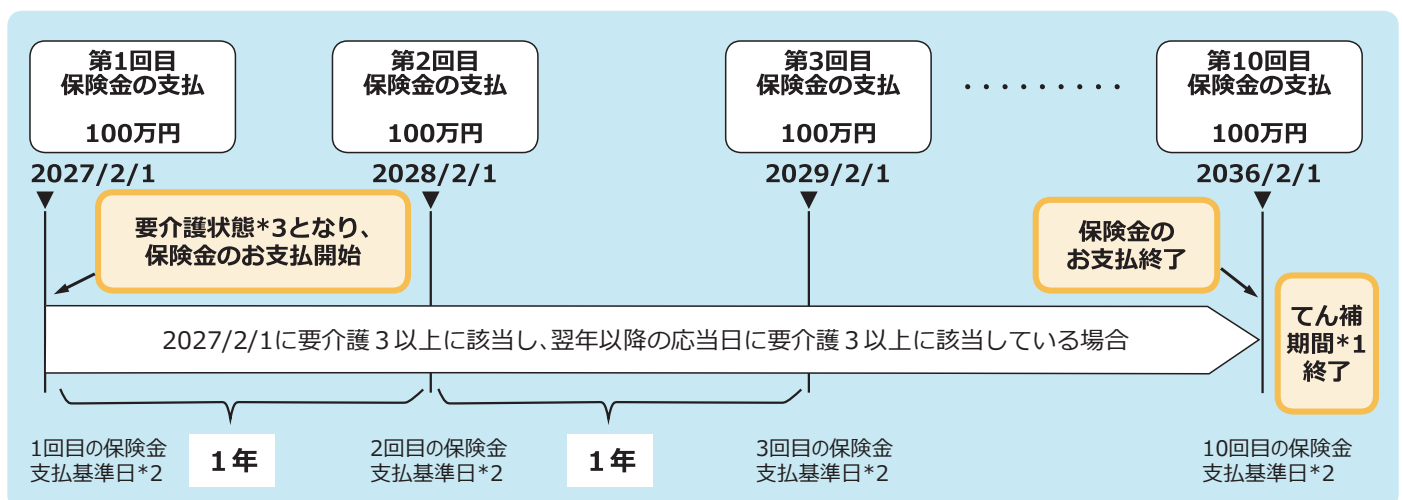 第1回目
保険金の支払
100万円
第2回目
保険金の支払
100万円
第3回目
保険金の支払
100万円
・・・・・・・・・
第10回目
保険金の支払
100万円
2027/2/1
2028/2/1
2029/2/1
2036/2/1
要介護状態*3となり、
保険金のお支払開始
保険金の
お支払終了
てん補
期間*1
終了
2027/2/1に要介護３以上に該当し、翌年以降の応当日に要介護３以上に該当している場合
1回目の保険金
支払基準日*2
1年
2回目の保険金
支払基準日*2
1年
3回目の保険金
支払基準日*2
10回目の保険金
支払基準日*2